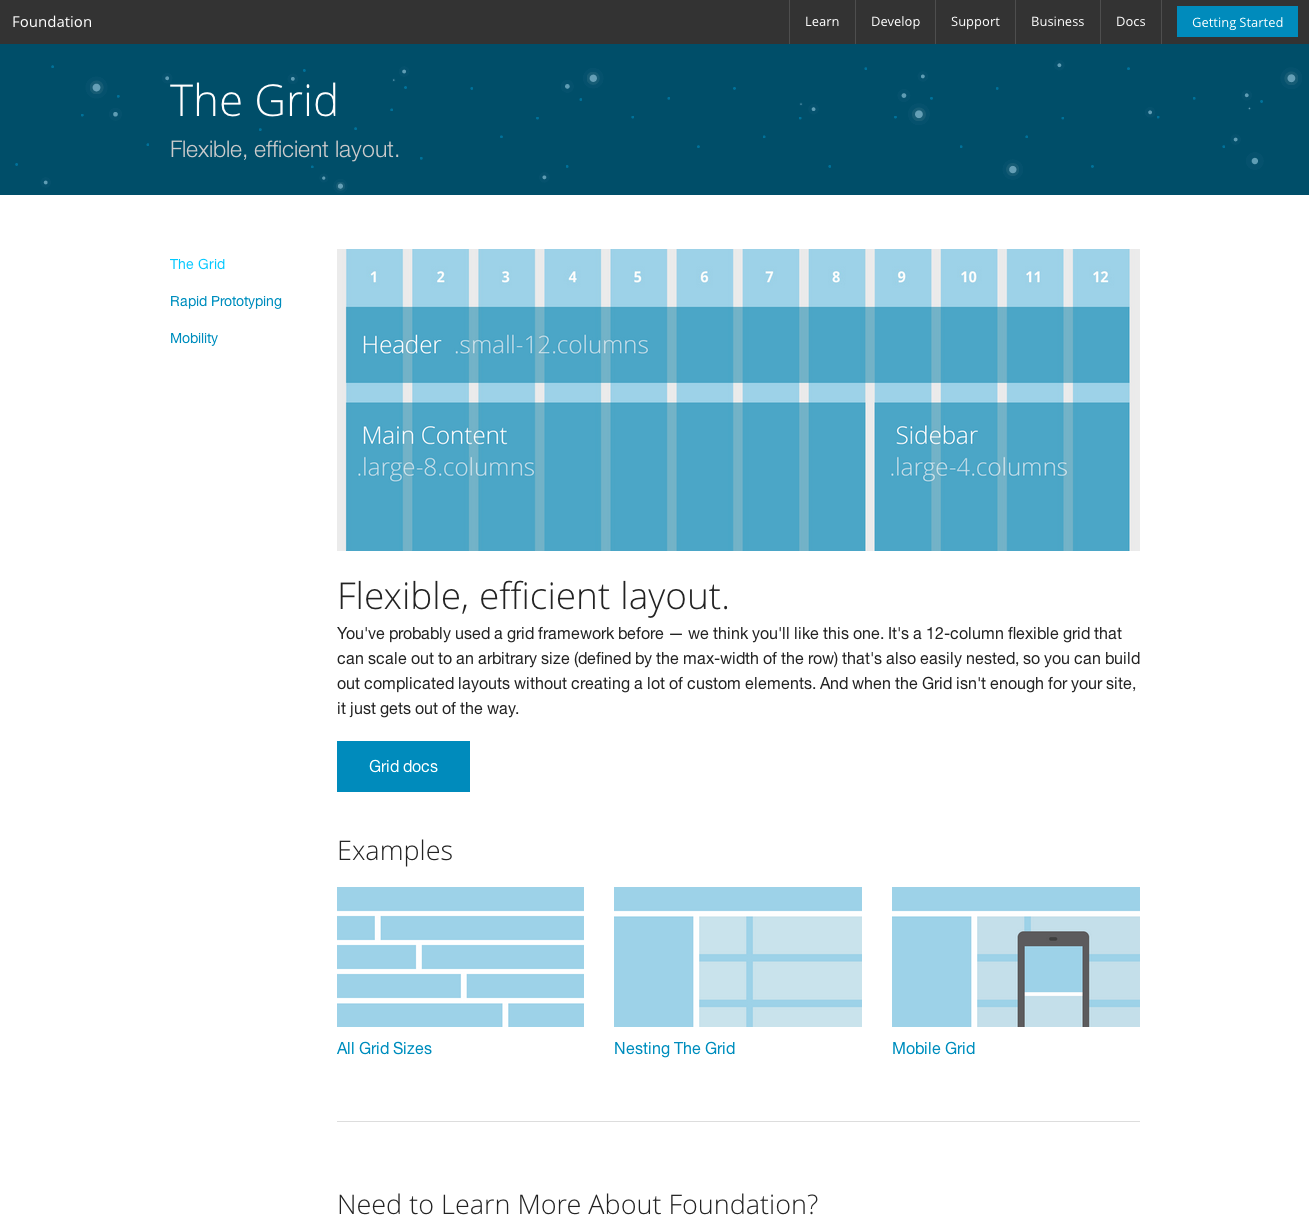 Foundation
Learn
Develop
Support
Business
Docs
Getting Started
The Grid
Flexible, efficient layout.
The Grid
Rapid Prototyping
Mobility
1 2 3 4 5 6 7 8 9 10 11 12
Header .small-12.columns
Main Content
.large-8.columns
Sidebar
.large-4.columns
Flexible, efficient layout.
You've probably used a grid framework before — we think you'll like this one. It's a 12-column flexible grid that
can scale out to an arbitrary size (defined by the max-width of the row) that's also easily nested, so you can build
out complicated layouts without creating a lot of custom elements. And when the Grid isn't enough for your site,
it just gets out of the way.
Grid docs
Examples
All Grid Sizes
Nesting The Grid
Mobile Grid
Need to Learn More About Foundation?